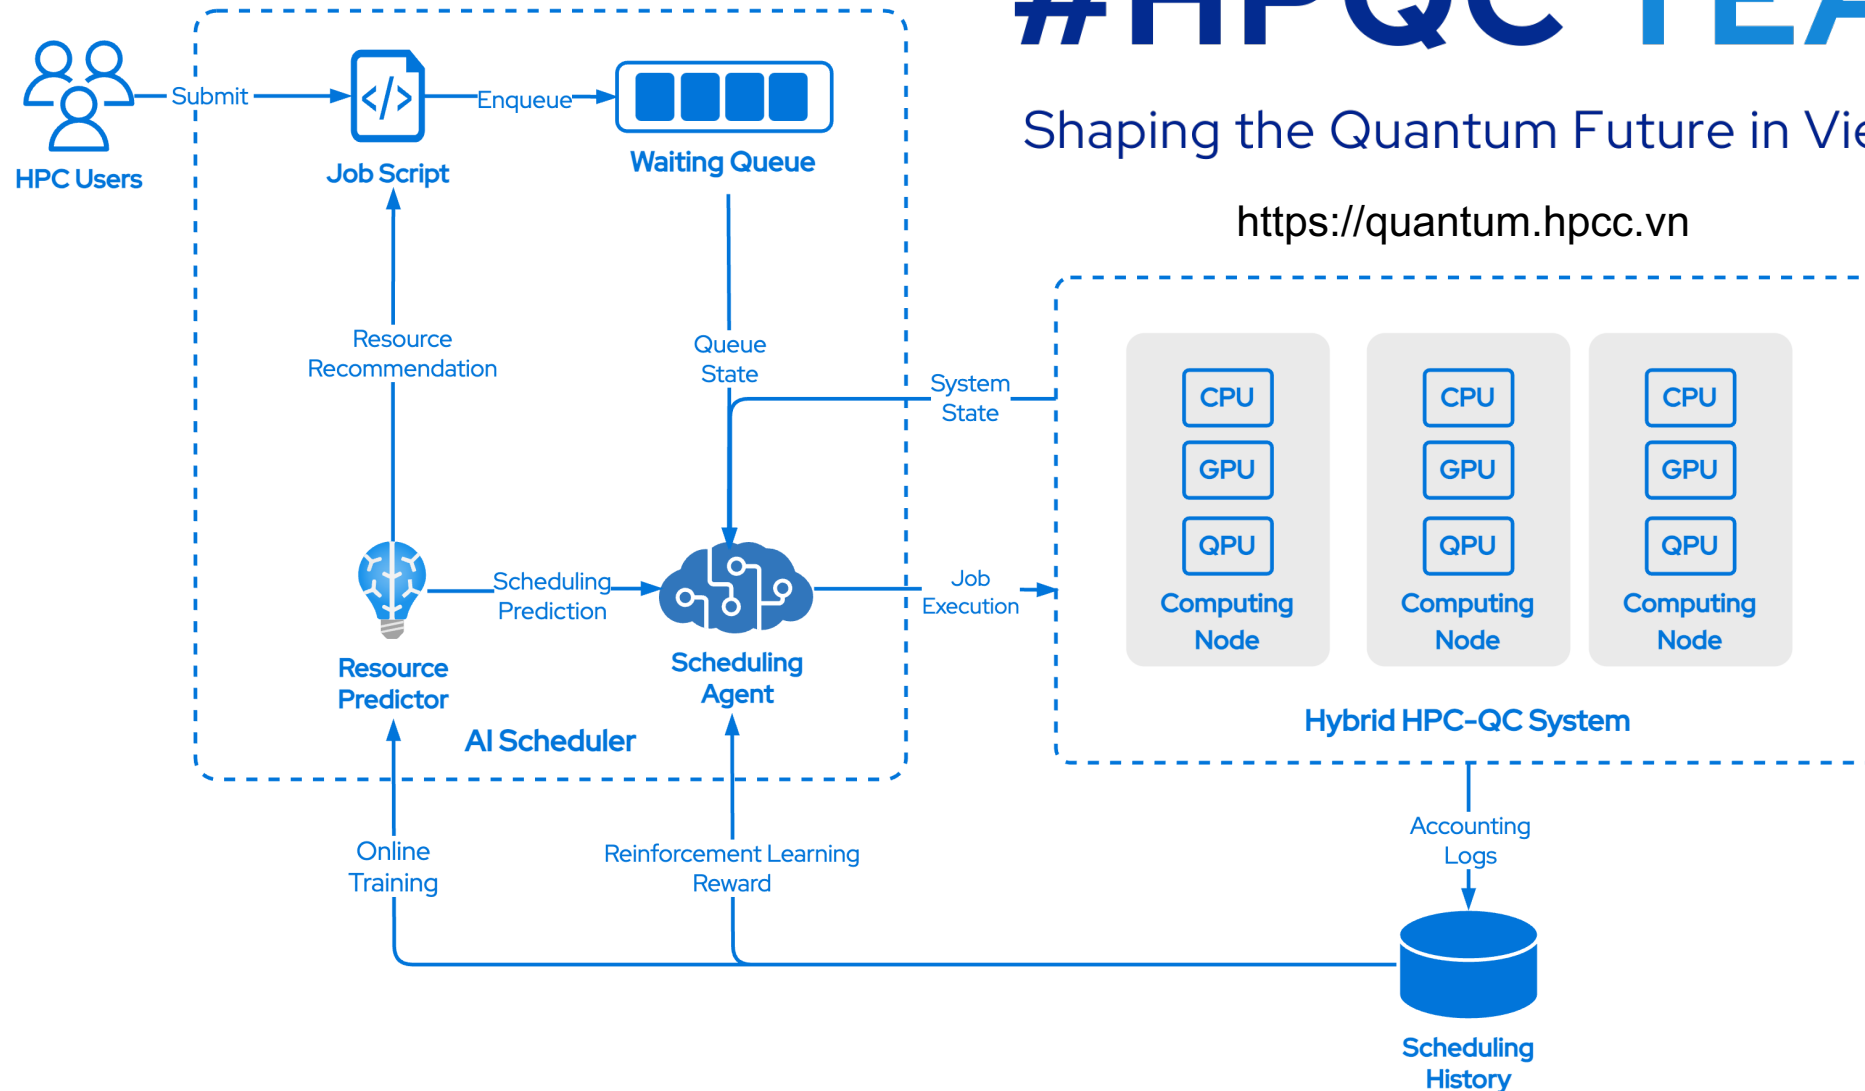 #HPQC TEA
Shaping the Quantum Future in Vie
https://quantum.hpcc.vn
HPC Users
Submit
</>
Job Script
Enqueue
Waiting Queue
Resource
Recommendation
Queue
State
System
State
Resource
Predictor
Scheduling
Prediction
Scheduling
Agent
Job
Execution
AI Scheduler
CPU
GPU
QPU
Computing
Node
CPU
GPU
QPU
Computing
Node
CPU
GPU
QPU
Computing
Node
Hybrid HPC-QC System
Online
Training
Reinforcement Learning
Reward
Accounting
Logs
Scheduling
History